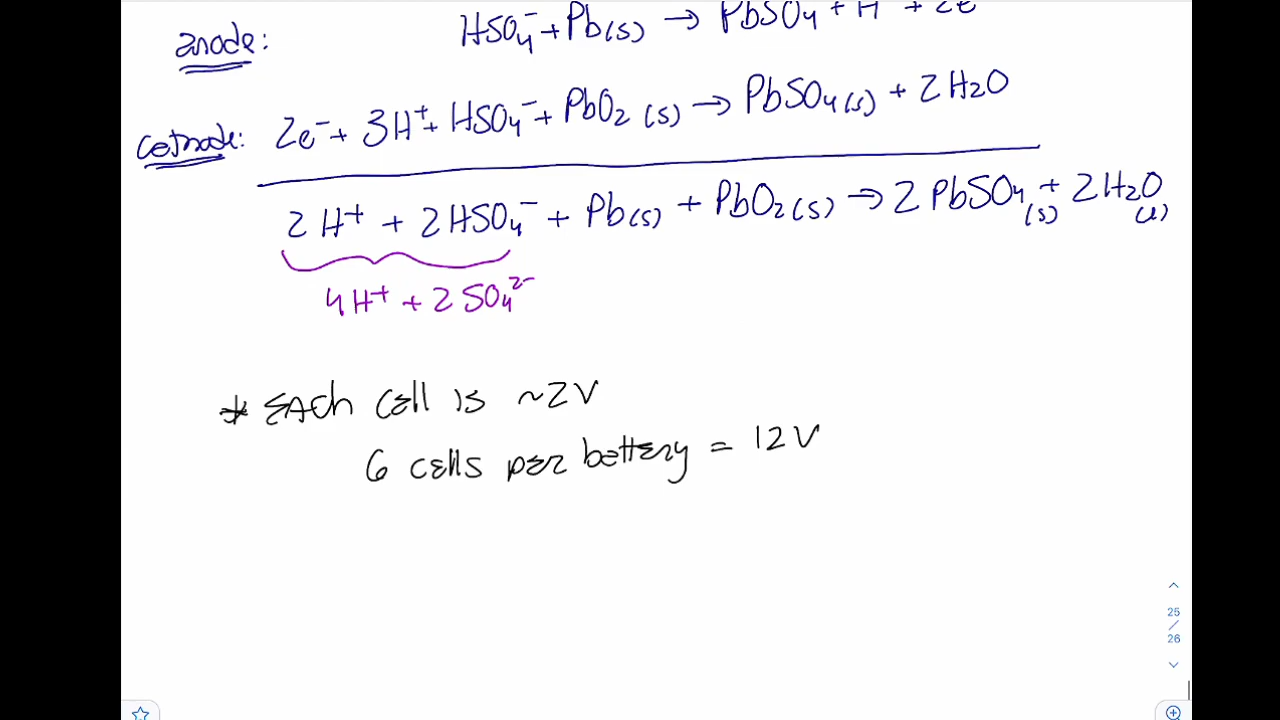 anode: HSO₄⁻ + Pb(s) → PbSO₄ + H⁺ + 2e⁻
cathode: 2e⁻ + 3H⁺ + HSO₄⁻ + PbO₂ (s) → PbSO₄(s) + 2H₂O
2H⁺ + 2HSO₄⁻ + Pb(s) + PbO₂(s) → 2PbSO₄(s) + 2H₂O(l)
4H⁺ + 2SO₄²⁻
* Each cell is ~2V
6 cells per battery = 12V
25
/
26